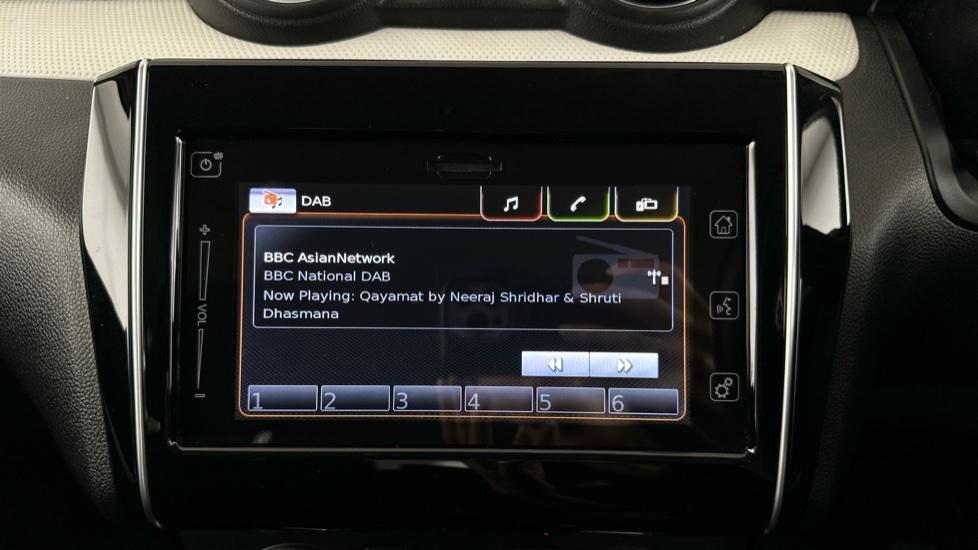 DAB
BBC AsianNetwork
BBC National DAB
Now Playing: Qayamat by Neeraj Shridhar & Shruti
Dhasmana
+
VOL
−
1 2 3 4 5 6